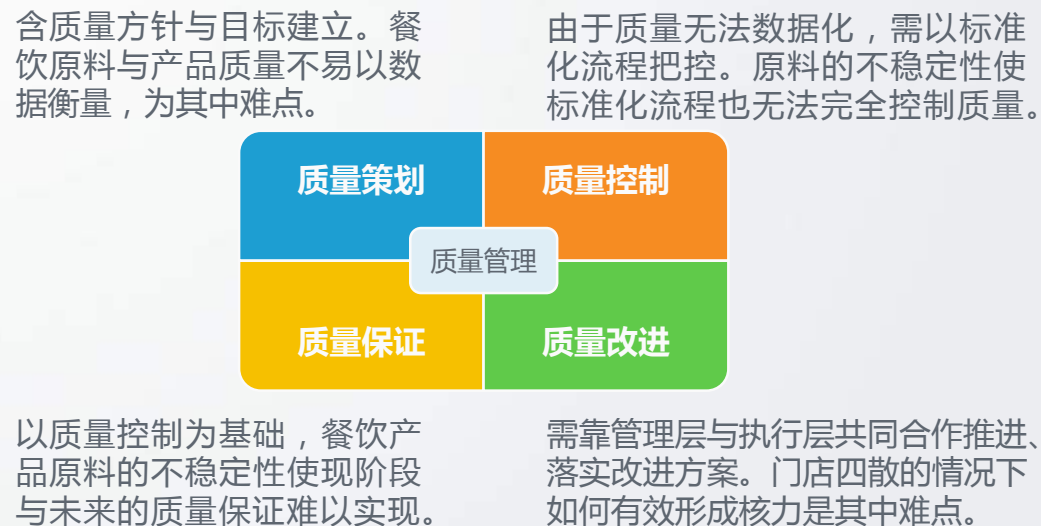 含质量方针与目标建立。餐
饮原料与产品质量不易以数
据衡量，为其中难点。
由于质量无法数据化，需以标准
化流程把控。原料的不稳定性使
标准化流程也无法完全控制质量。
质量策划
质量控制
质量管理
质量保证
质量改进
以质量控制为基础，餐饮产
品原料的不稳定性使现阶段
与未来的质量保证难以实现。
需靠管理层与执行层共同合作推进、
落实改进方案。门店四散的情况下
如何有效形成核力是其中难点。